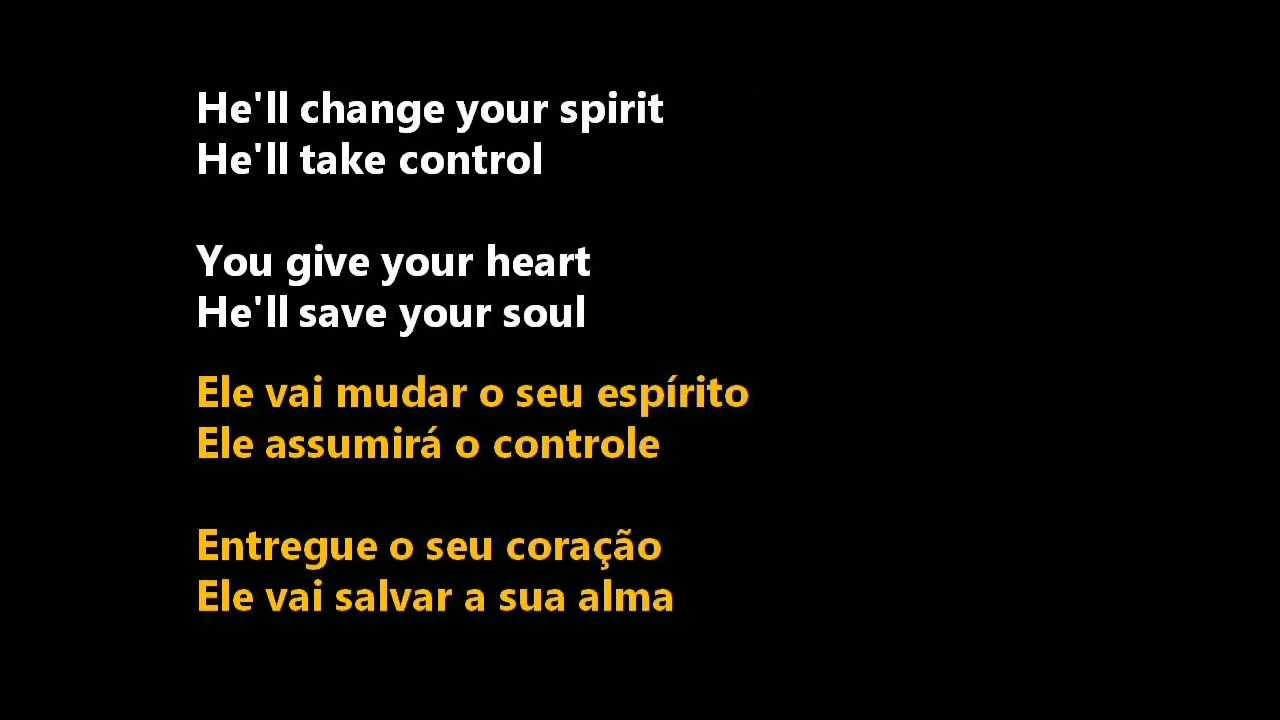 He'll change your spirit
He'll take control
You give your heart
He'll save your soul
Ele vai mudar o seu espírito
Ele assumirá o controle
Entregue o seu coração
Ele vai salvar a sua alma